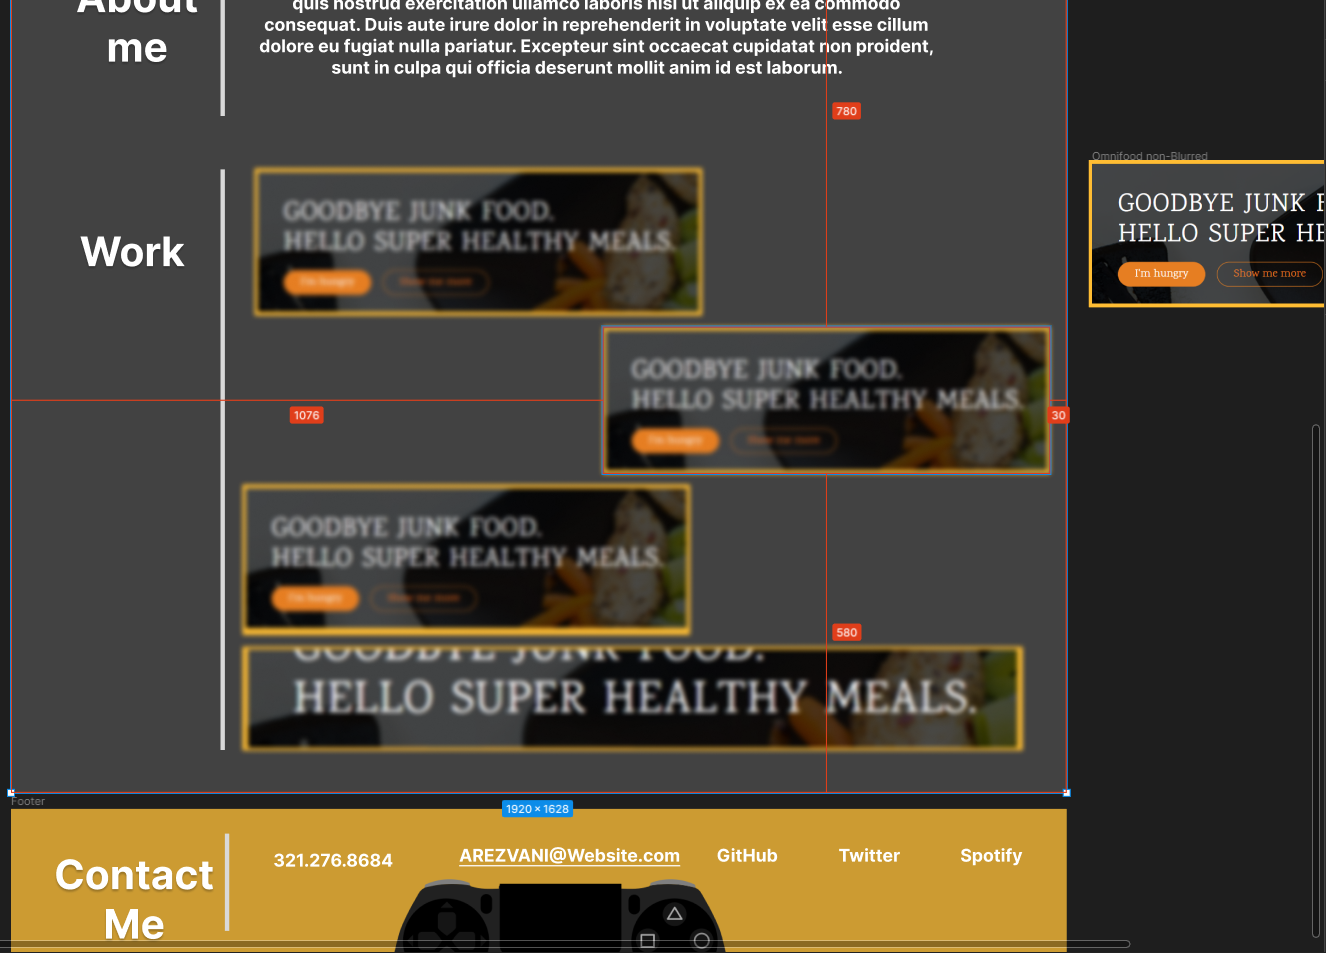 About
me
quis nostrud exercitation ullamco laboris nisi ut aliquip ex ea commodo
consequat. Duis aute irure dolor in reprehenderit in voluptate velit esse cillum
dolore eu fugiat nulla pariatur. Excepteur sint occaecat cupidatat non proident,
sunt in culpa qui officia deserunt mollit anim id est laborum.
780
Omnifood non-Blurred
GOODBYE JUNK F
HELLO SUPER HE
I'm hungry
Show me more
Work
GOODBYE JUNK FOOD.
HELLO SUPER HEALTHY MEALS.
I'm hungry
Show me more
GOODBYE JUNK FOOD.
HELLO SUPER HEALTHY MEALS.
I'm hungry
Show me more
1076
30
GOODBYE JUNK FOOD.
HELLO SUPER HEALTHY MEALS.
I'm hungry
Show me more
580
GOODBYE JUNK FOOD.
HELLO SUPER HEALTHY MEALS.
Footer
1920 × 1628
Contact
Me
321.276.8684
AREZVANI@Website.com
GitHub
Twitter
Spotify